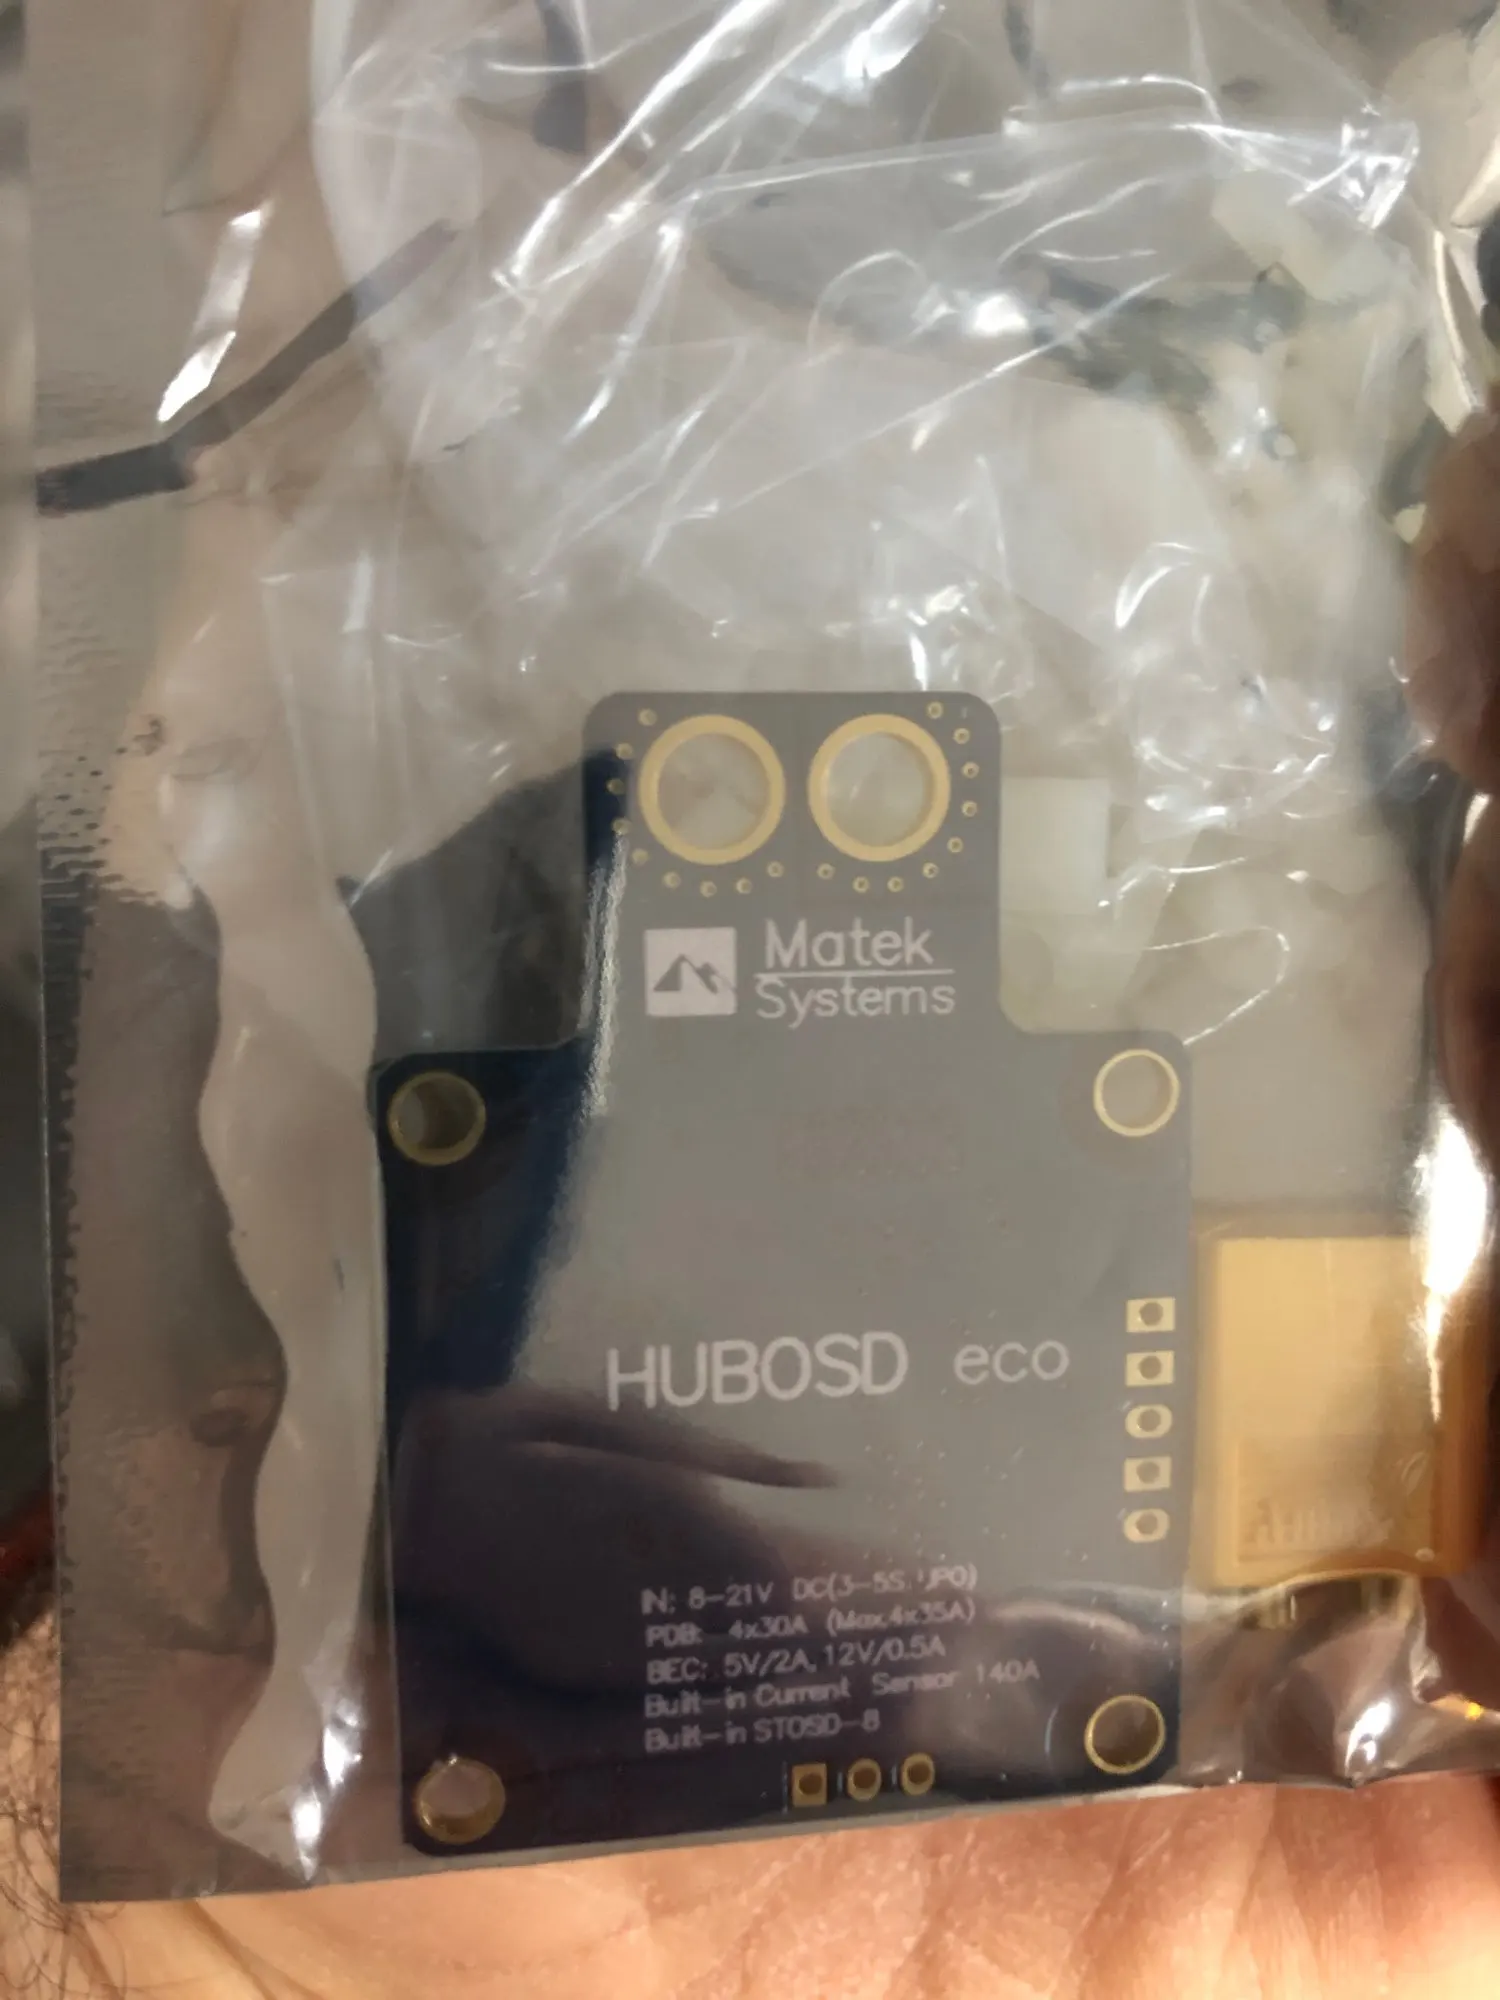 Matek
Systems
HUBOSD eco
IN: 8-21V DC(3-5S LIPO)
PDB: 4x30A (Max.4x35A)
BEC: 5V/2A, 12V/0.5A
Built-in Current Sensor 140A
Built-in STOSD-8